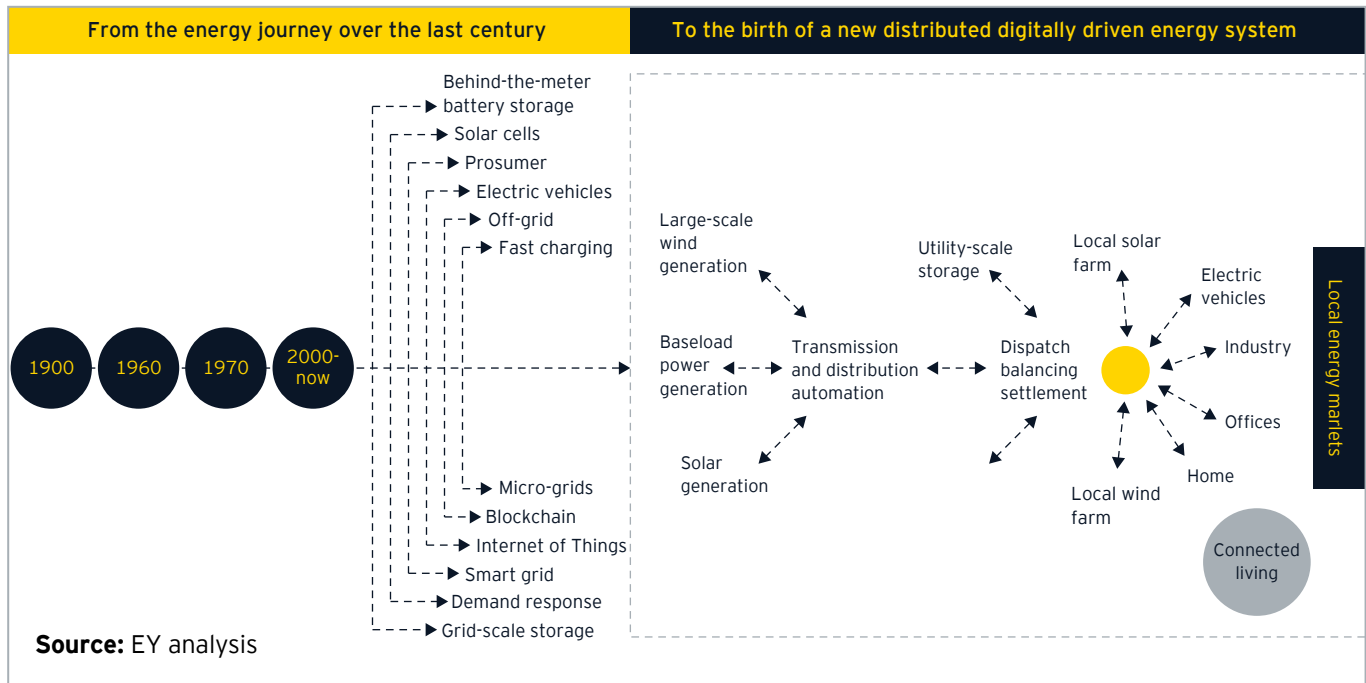 From the energy journey over the last century
To the birth of a new distributed digitally driven energy system
Behind-the-meter
battery storage
Solar cells
Prosumer
Electric vehicles
Off-grid
Fast charging
1900
1960
1970
2000-
now
Micro-grids
Blockchain
Internet of Things
Smart grid
Demand response
Grid-scale storage
Large-scale
wind
generation
Baseload
power
generation
Solar
generation
Transmission
and distribution
automation
Utility-scale
storage
Dispatch
balancing
settlement
Local solar
farm
Electric
vehicles
Industry
Offices
Home
Local wind
farm
Connected
living
Local energy marlets
Source: EY analysis